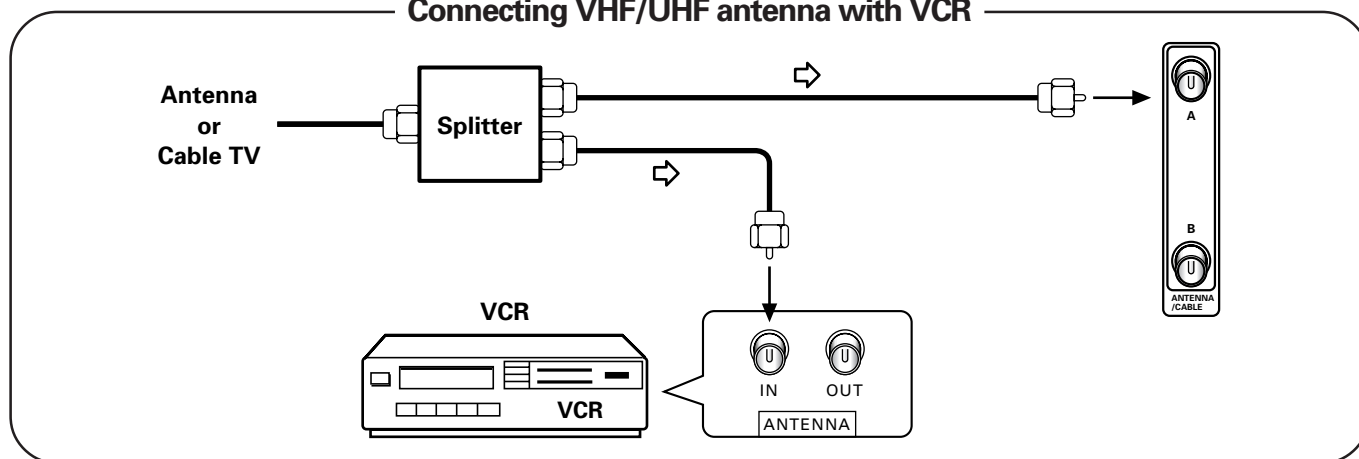 Connecting VHF/UHF antenna with VCR
Antenna
or
Cable TV
Splitter
A
B
ANTENNA
/CABLE
VCR
VCR
IN OUT
ANTENNA